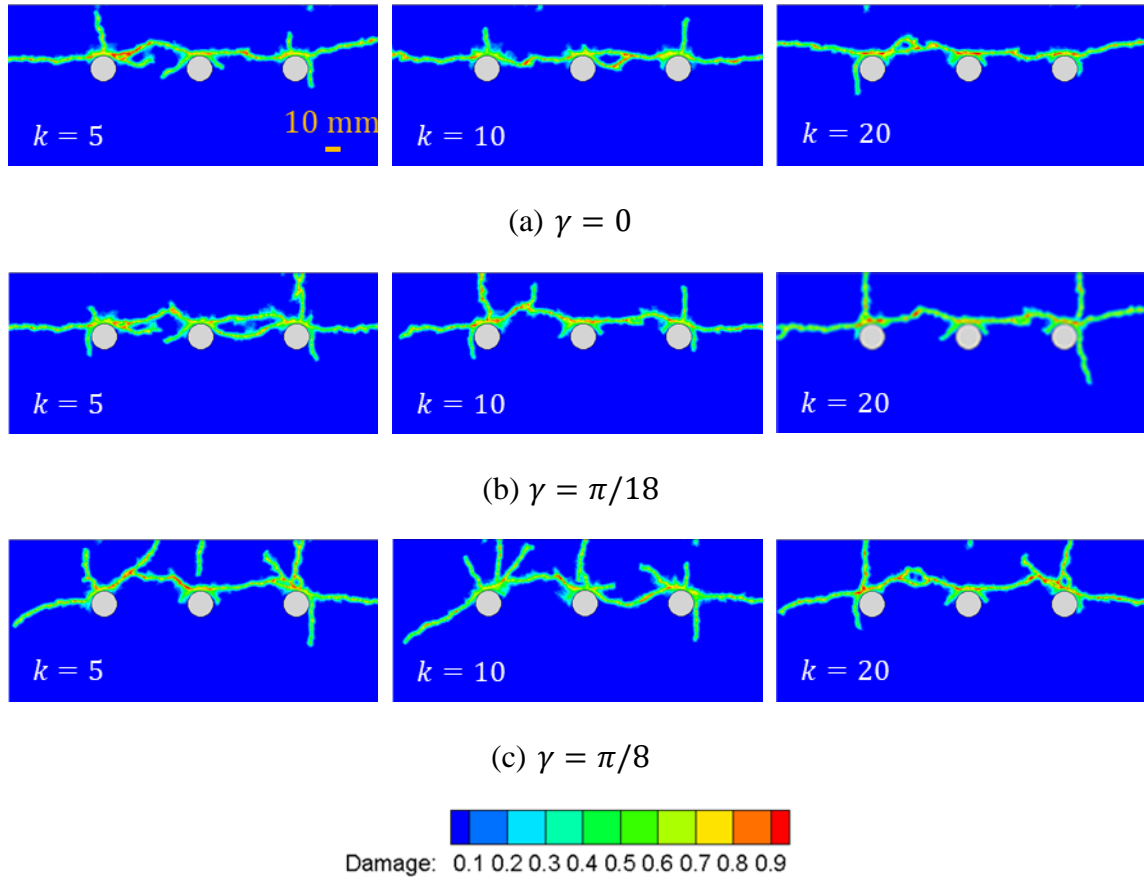 k = 5
10 mm
k = 10
k = 20
(a) γ = 0
k = 5
k = 10
k = 20
(b) γ = π/18
k = 5
k = 10
k = 20
(c) γ = π/8
Damage: 0.1 0.2 0.3 0.4 0.5 0.6 0.7 0.8 0.9